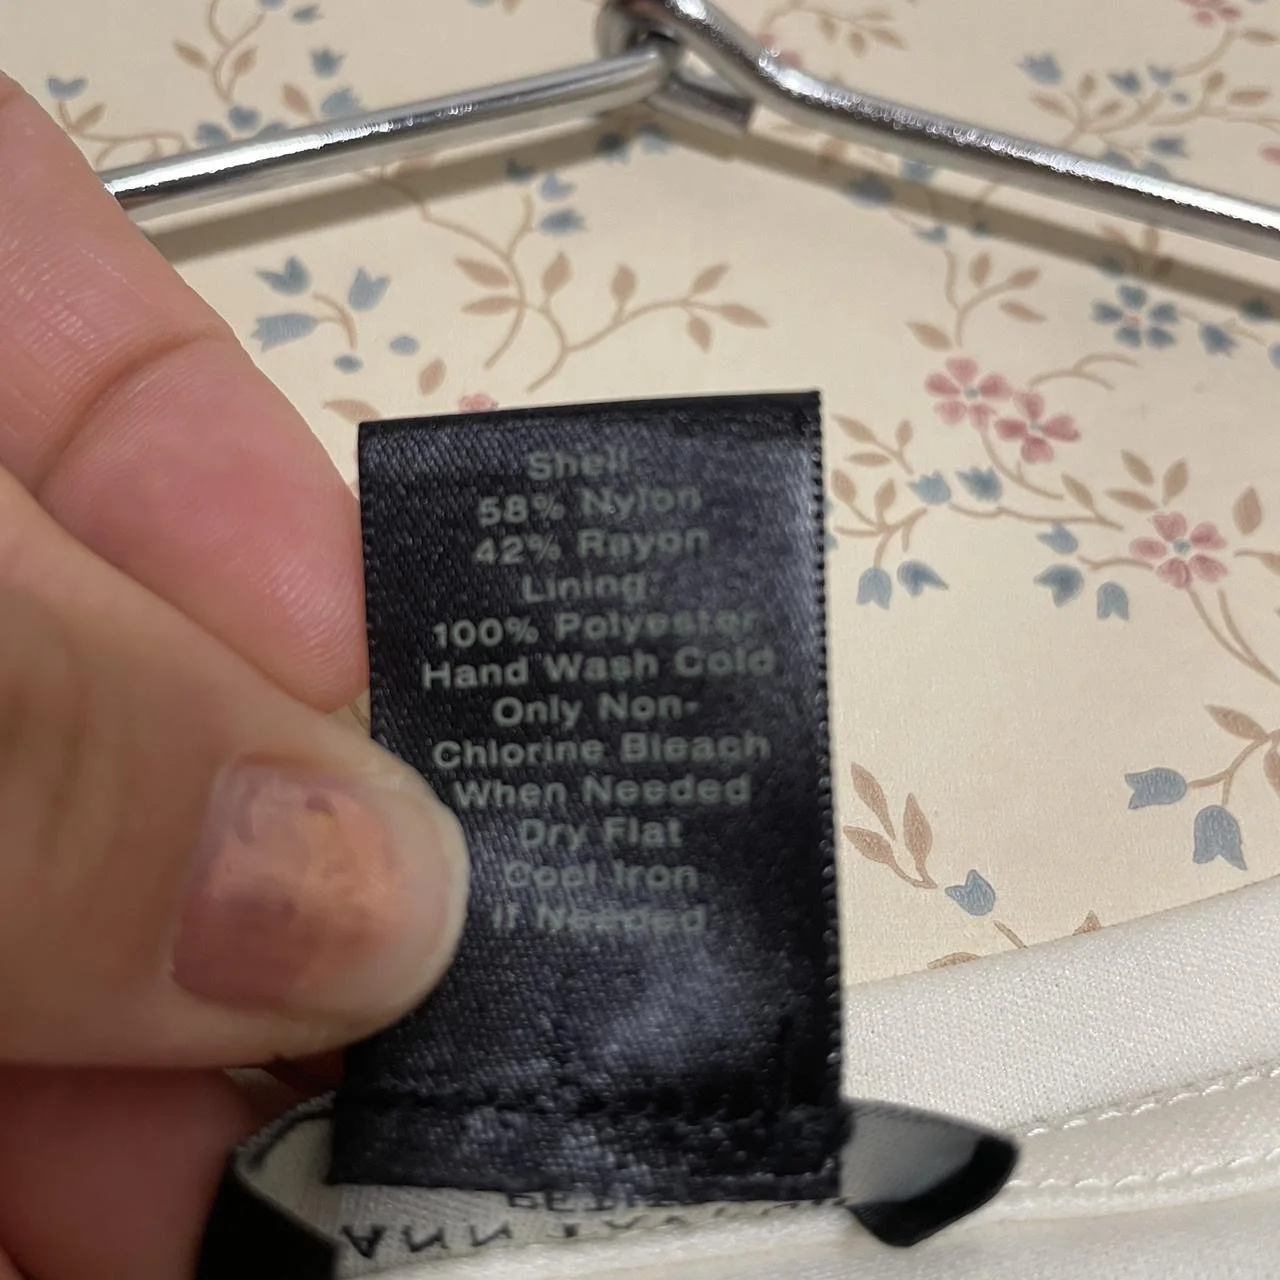 Shell:
58% Nylon
42% Rayon
Lining:
100% Polyester
Hand Wash Cold
Only Non-
Chlorine Bleach
When Needed
Dry Flat
Cool Iron
If Needed